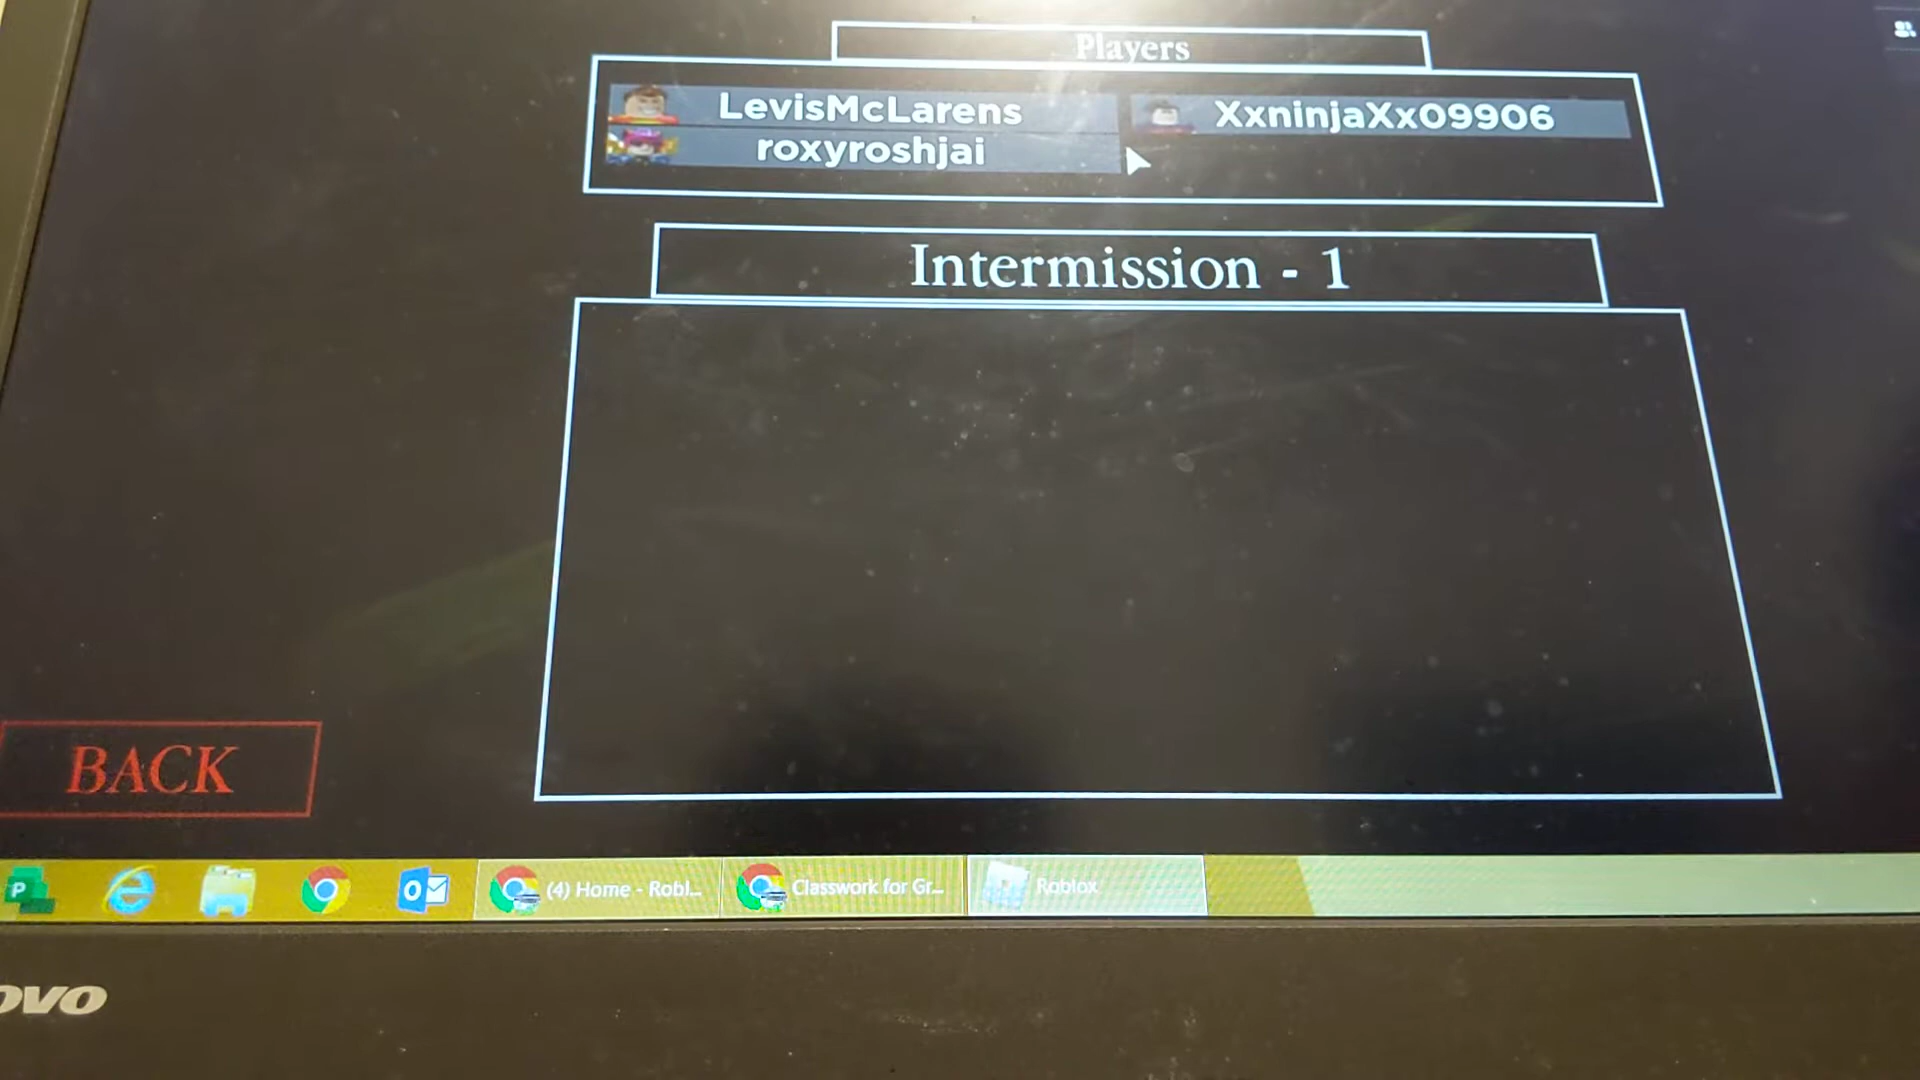 Players
LevisMcLarens
XxninjaXx09906
roxyroshjai
Intermission - 1
BACK
(4) Home - Robl...
Classwork for Gr...
Roblox
ovo